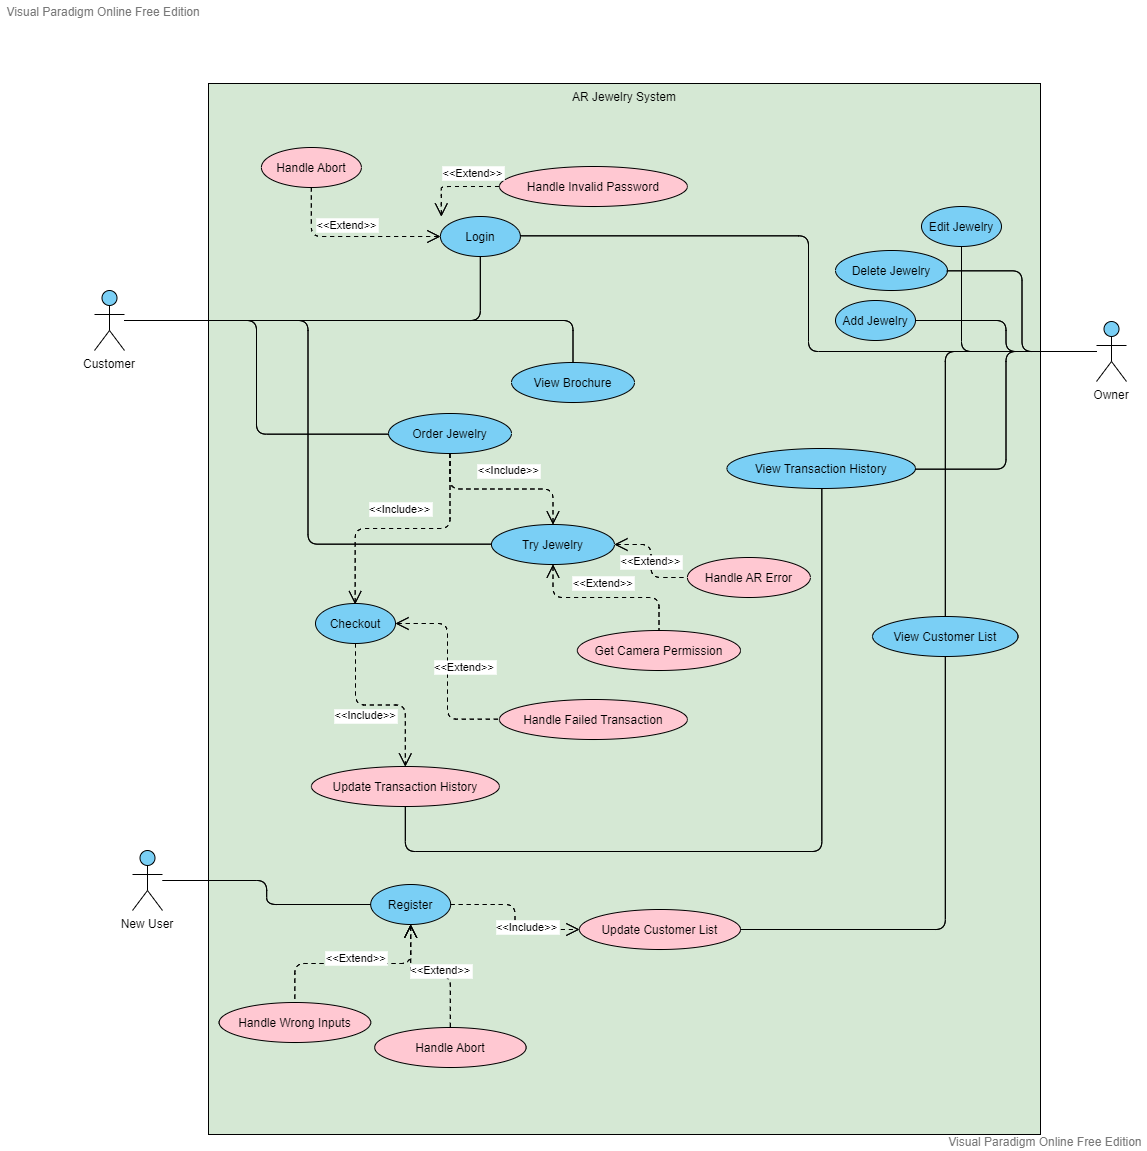 Visual Paradigm Online Free Edition
AR Jewelry System
Handle Abort
<<Extend>>
Handle Invalid Password
<<Extend>>
Login
Edit Jewelry
Delete Jewelry
Add Jewelry
Customer
Owner
View Brochure
Order Jewelry
<<Include>>
View Transaction History
<<Include>>
Try Jewelry
<<Extend>>
Handle AR Error
<<Extend>>
Checkout
View Customer List
Get Camera Permission
<<Extend>>
<<Include>>
Handle Failed Transaction
Update Transaction History
New User
Register
<<Include>>
Update Customer List
<<Extend>>
<<Extend>>
Handle Wrong Inputs
Handle Abort
Visual Paradigm Online Free Edition